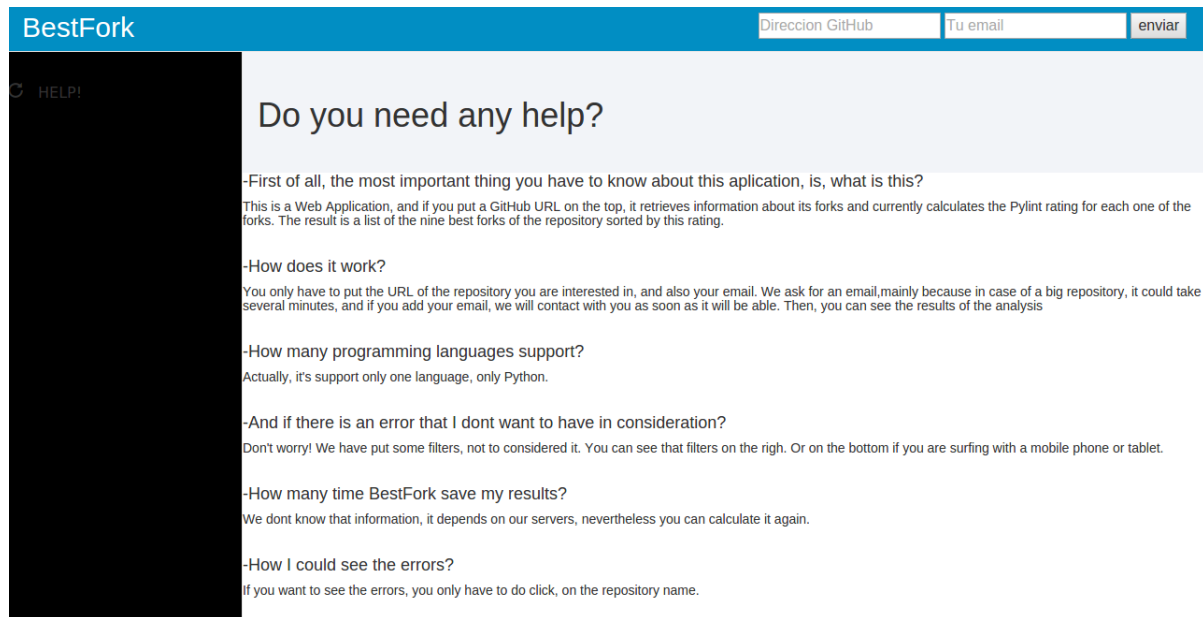 BestFork
Direccion GitHub
Tu email
enviar
HELP!
Do you need any help?
-First of all, the most important thing you have to know about this aplication, is, what is this?
This is a Web Application, and if you put a GitHub URL on the top, it retrieves information about its forks and currently calculates the Pylint rating for each one of the
forks. The result is a list of the nine best forks of the repository sorted by this rating.
-How does it work?
You only have to put the URL of the repository you are interested in, and also your email. We ask for an email,mainly because in case of a big repository, it could take
several minutes, and if you add your email, we will contact with you as soon as it will be able. Then, you can see the results of the analysis
-How many programming languages support?
Actually, it's support only one language, only Python.
-And if there is an error that I dont want to have in consideration?
Don't worry! We have put some filters, not to considered it. You can see that filters on the righ. Or on the bottom if you are surfing with a mobile phone or tablet.
-How many time BestFork save my results?
We dont know that information, it depends on our servers, nevertheless you can calculate it again.
-How I could see the errors?
If you want to see the errors, you only have to do click, on the repository name.